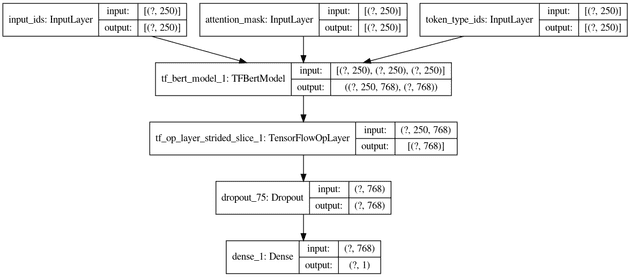 input_ids: InputLayer input: [(?, 250)] output: [(?, 250)]
attention_mask: InputLayer input: [(?, 250)] output: [(?, 250)]
token_type_ids: InputLayer input: [(?, 250)] output: [(?, 250)]
tf_bert_model_1: TFBertModel input: [(?, 250), (?, 250), (?, 250)] output: ((?, 250, 768), (?, 768))
tf_op_layer_strided_slice_1: TensorFlowOpLayer input: (?, 250, 768) output: [(?, 768)]
dropout_75: Dropout input: (?, 768) output: (?, 768)
dense_1: Dense input: (?, 768) output: (?, 1)